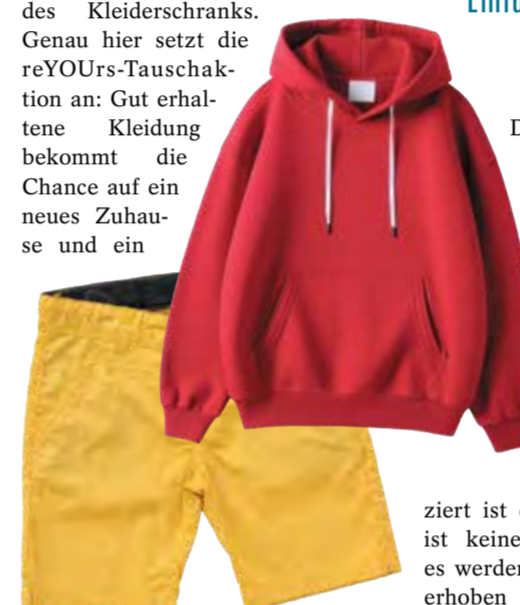 des Kleiderschranks.
Genau hier setzt die
reYOUrs-Tauschak-
tion an: Gut erhal-
tene Kleidung
bekommt die
Chance auf ein
neues Zuhau-
se und ein
D
ziert ist
ist keine
es werden
erhoben